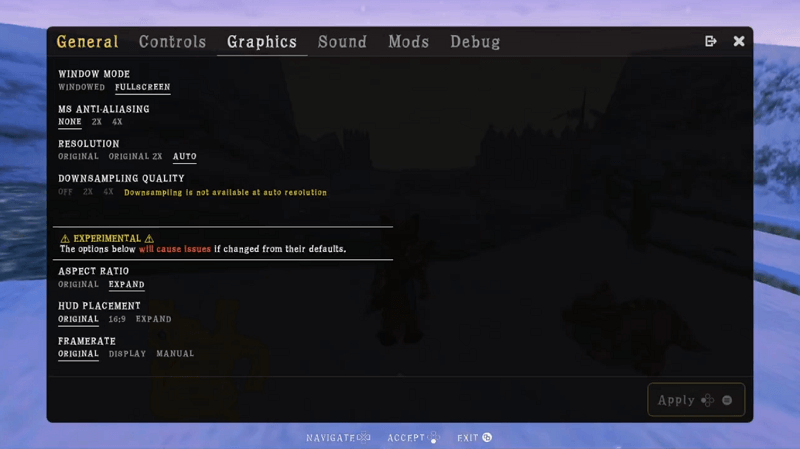 General Controls Graphics Sound Mods Debug
WINDOW MODE
WINDOWED FULLSCREEN
MS ANTI-ALIASING
NONE 2X 4X
RESOLUTION
ORIGINAL ORIGINAL 2X AUTO
DOWNSAMPLING QUALITY
OFF 2X 4X Downsampling is not available at auto resolution
⚠ EXPERIMENTAL ⚠
The options below will cause issues if changed from their defaults.
ASPECT RATIO
ORIGINAL EXPAND
HUD PLACEMENT
ORIGINAL 16:9 EXPAND
FRAMERATE
ORIGINAL DISPLAY MANUAL
Apply
NAVIGATE ACCEPT EXIT